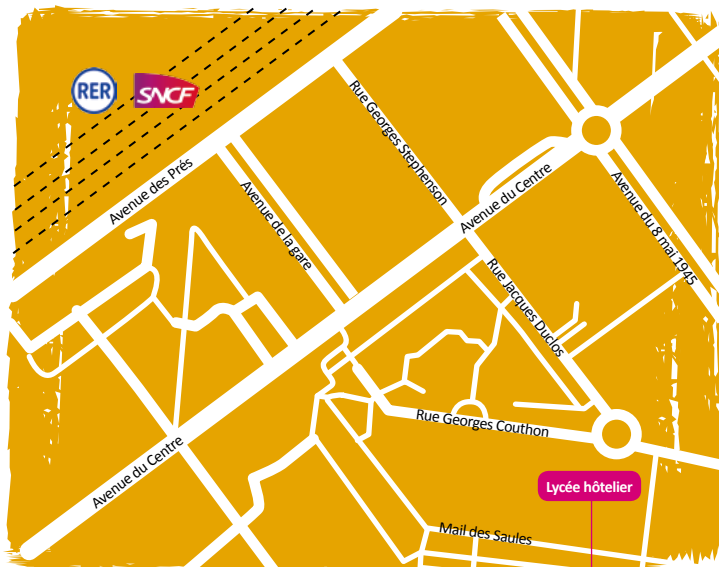 RER
SNCF
Rue Georges Stephenson
Avenue des Prés
Avenue de la gare
Avenue du Centre
Avenue du 8 mai 1945
Rue Jacques Duclos
Rue Georges Couthon
Avenue du Centre
Lycée hôtelier
Mail des Saules